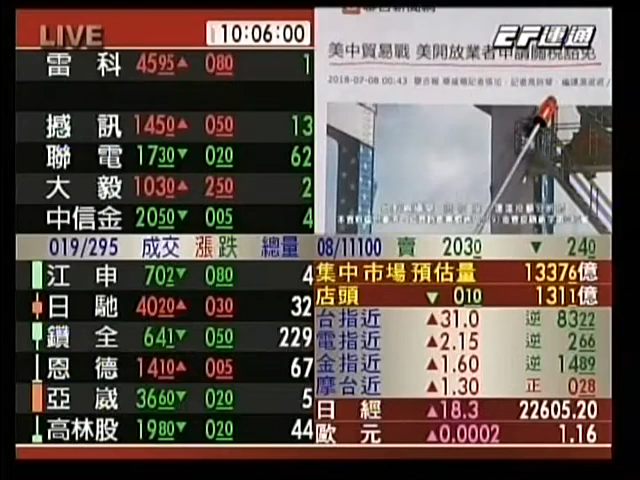 LIVE
10:06:00
雷科 4595▲ 080 1
撼訊 1450▲ 050 13
聯電 1730▼ 020 62
大毅 1030▲ 250 2
中信金 2050▼ 005 4
019/295 成交 漲跌 總量
江申 702▼ 080 4
日馳 4020▲ 030 32
鑽全 641▼ 050 229
恩德 1410▲ 005 67
亞崴 3660▼ 020 5
高林股 1980▼ 020 44
美中貿易戰 美開放業者申請關稅豁免
2018-07-08 00:43
08/11100 賣 2030 ▼ 240
集中市場預估量 13376億
店頭 ▼ 010 1311億
台指近 ▲31.0 逆 8322
電指近 ▲2.15 逆 266
金指近 ▲1.60 逆 1489
摩台近 ▲1.30 正 028
日經 ▲18.3 22605.20
歐元 ▲0.0002 1.16